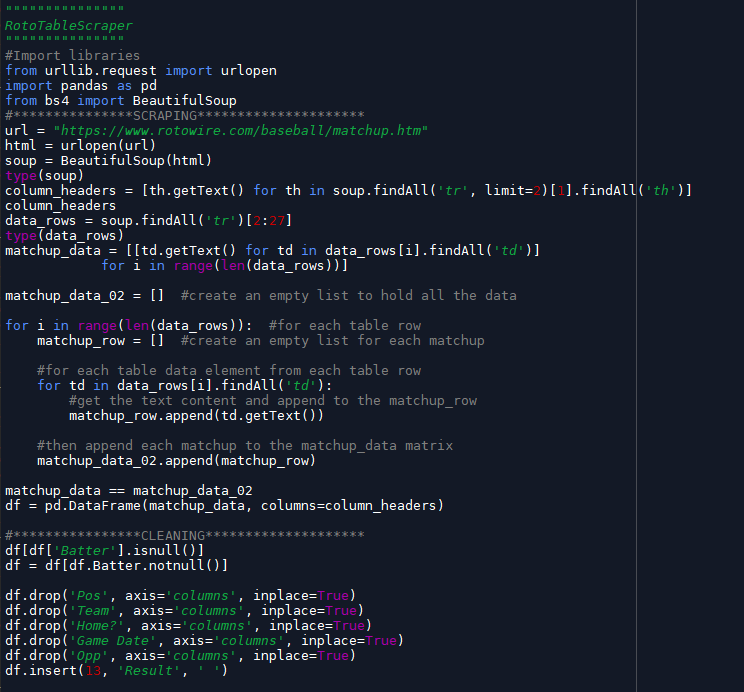 """""""""""""""
RotoTableScraper
"""""""""""""""
#Import libraries
from urllib.request import urlopen
import pandas as pd
from bs4 import BeautifulSoup
#***************SCRAPING*********************
url = "https://www.rotowire.com/baseball/matchup.htm"
html = urlopen(url)
soup = BeautifulSoup(html)
type(soup)
column_headers = [th.getText() for th in soup.findAll('tr', limit=2)[1].findAll('th')]
column_headers
data_rows = soup.findAll('tr')[2:27]
type(data_rows)
matchup_data = [[td.getText() for td in data_rows[i].findAll('td')]
            for i in range(len(data_rows))]
matchup_data_02 = []  #create an empty list to hold all the data
for i in range(len(data_rows)):  #for each table row
    matchup_row = []  #create an empty list for each matchup
    #for each table data element from each table row
    for td in data_rows[i].findAll('td'):
        #get the text content and append to the matchup_row
        matchup_row.append(td.getText())
    #then append each matchup to the matchup_data matrix
    matchup_data_02.append(matchup_row)
matchup_data == matchup_data_02
df = pd.DataFrame(matchup_data, columns=column_headers)
#****************CLEANING********************
df[df['Batter'].isnull()]
df = df[df.Batter.notnull()]
df.drop('Pos', axis='columns', inplace=True)
df.drop('Team', axis='columns', inplace=True)
df.drop('Home?', axis='columns', inplace=True)
df.drop('Game Date', axis='columns', inplace=True)
df.drop('Opp', axis='columns', inplace=True)
df.insert(13, 'Result', ' ')